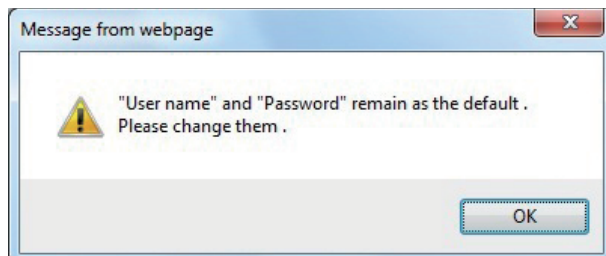 Message from webpage
"User name" and "Password" remain as the default .
Please change them .
OK